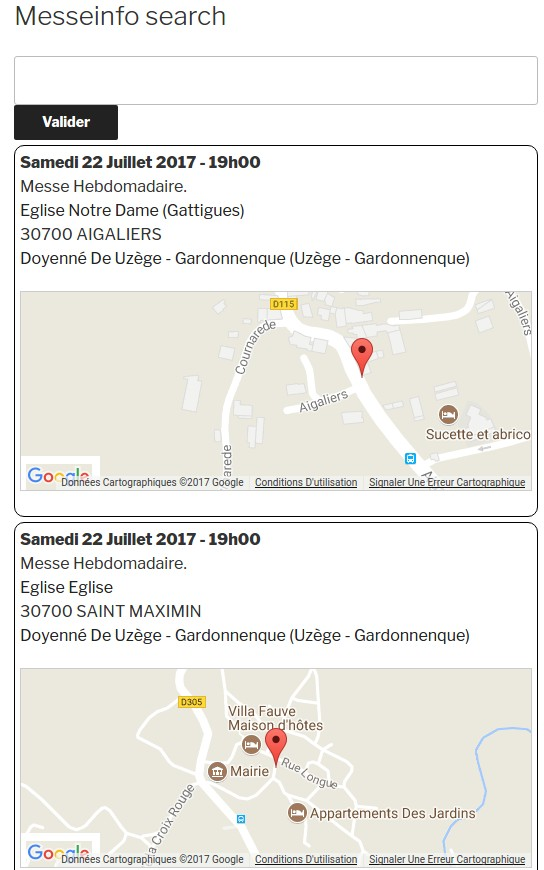 Messeinfo search
Valider
Samedi 22 Juillet 2017 - 19h00
Messe Hebdomadaire.
Eglise Notre Dame (Gattigues)
30700 AIGALIERS
Doyenné De Uzège - Gardonnenque (Uzège - Gardonnenque)
D115
Aigaliers
Cournarede
Aigaliers
Sucette et abrico
arede
Google
Données Cartographiques ©2017 Google Conditions D'utilisation Signaler Une Erreur Cartographique
Samedi 22 Juillet 2017 - 19h00
Messe Hebdomadaire.
Eglise Eglise
30700 SAINT MAXIMIN
Doyenné De Uzège - Gardonnenque (Uzège - Gardonnenque)
D305
Villa Fauve
Maison d'hôtes
Mairie
Rue Longue
Appartements Des Jardins
a Croix Rouge
Google
Données Cartographiques ©2017 Google Conditions D'utilisation Signaler Une Erreur Cartographique